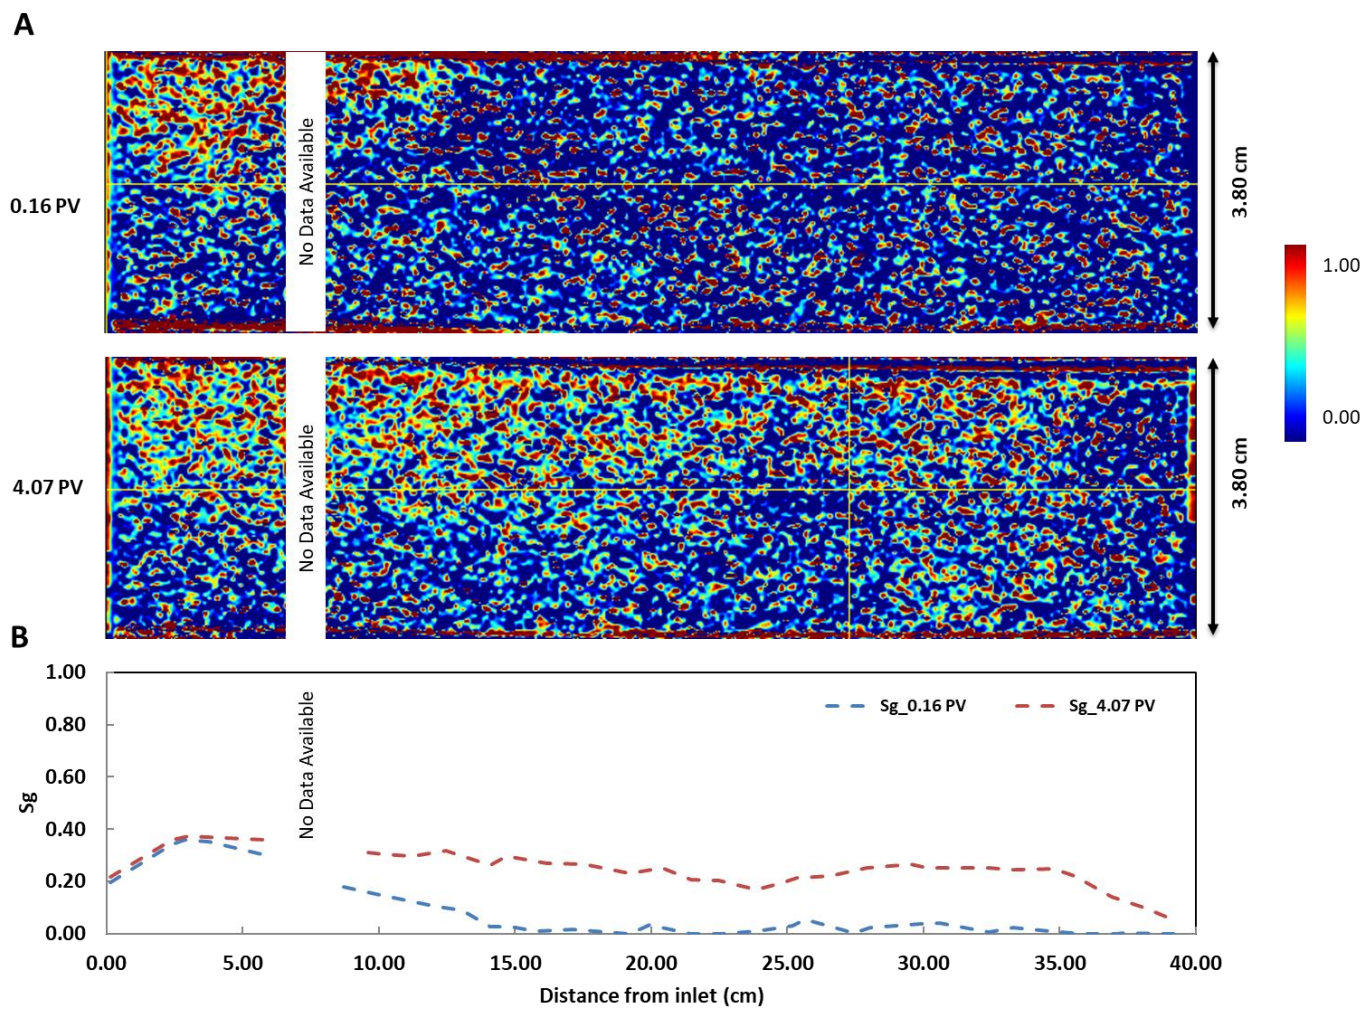 A
0.16 PV
No Data Available
3.80 cm
1.00
0.00
4.07 PV
No Data Available
3.80 cm
B
Sg
1.00
0.80
0.60
0.40
0.20
0.00
No Data Available
Sg_0.16 PV
Sg_4.07 PV
0.00 5.00 10.00 15.00 20.00 25.00 30.00 35.00 40.00
Distance from inlet (cm)